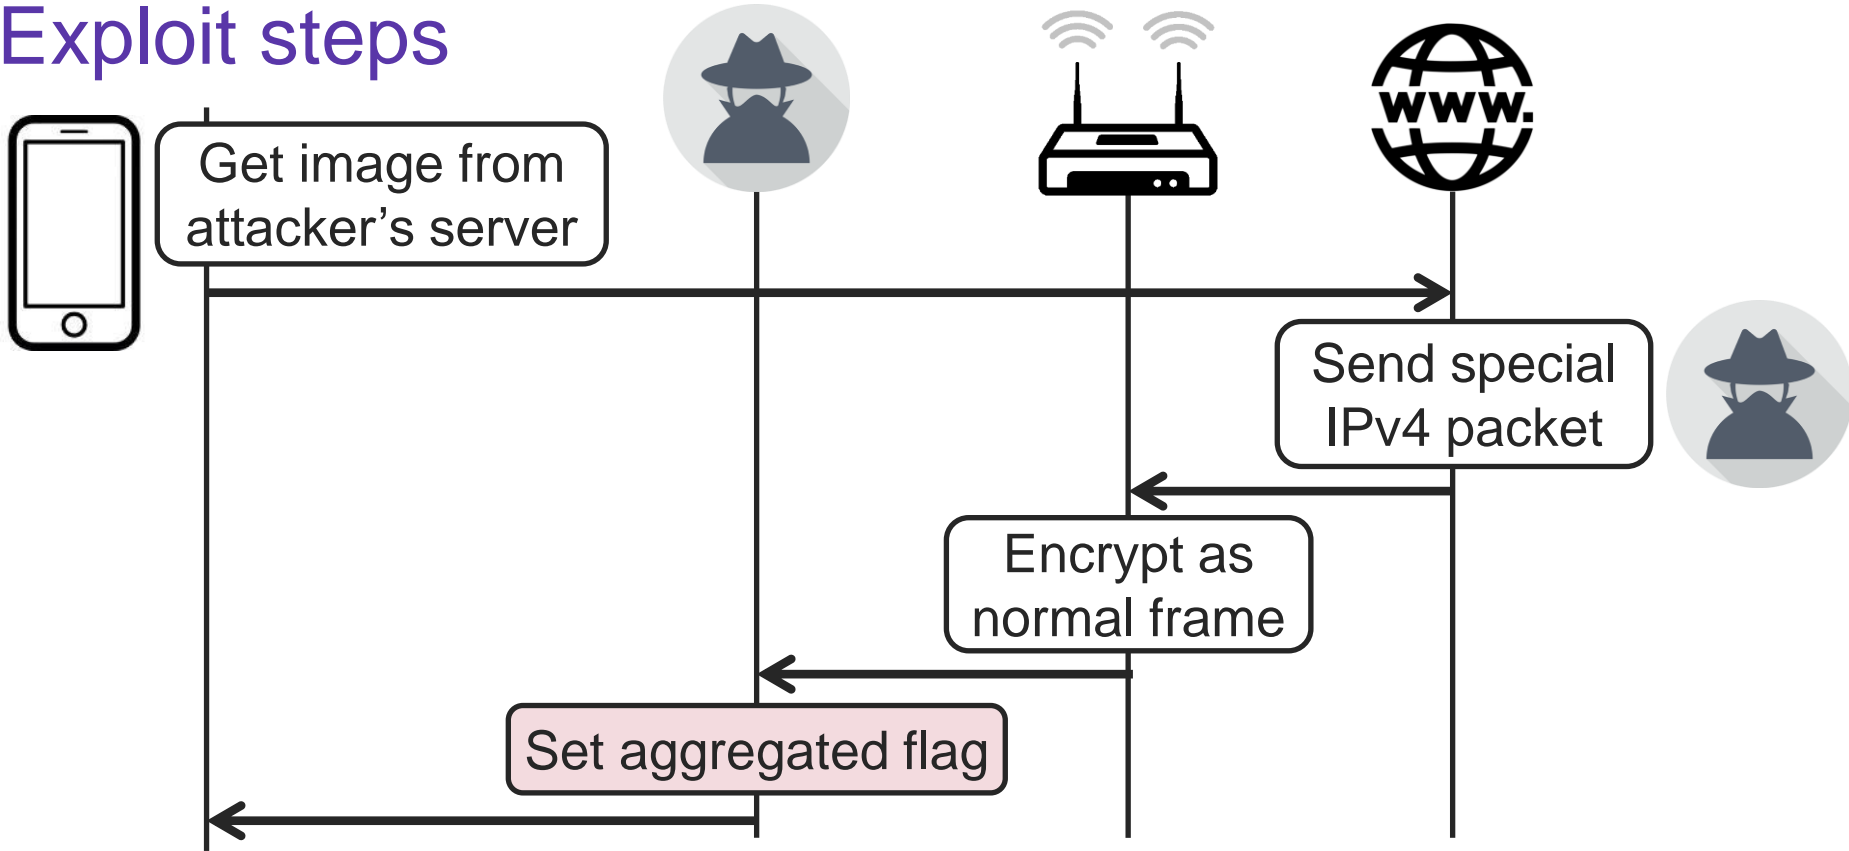 Exploit steps
Get image from
attacker’s server
www.
Send special
IPv4 packet
Encrypt as
normal frame
Set aggregated flag